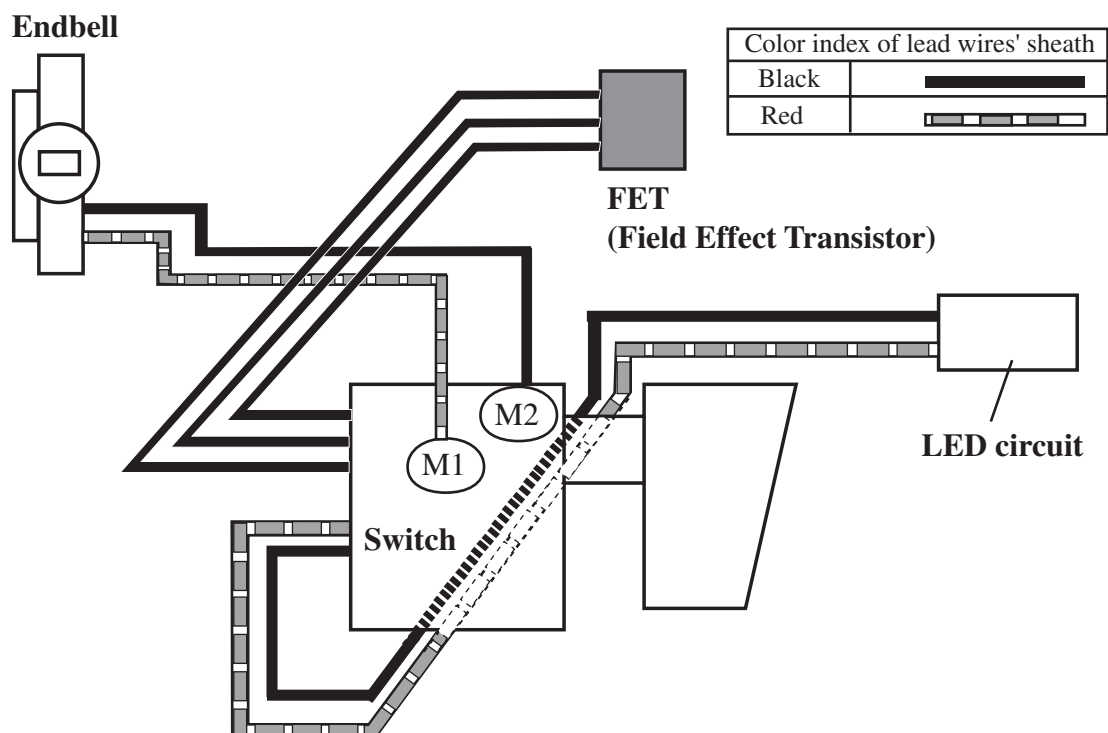 Endbell
Color index of lead wires' sheath
Black
Red
FET
(Field Effect Transistor)
M2
M1
LED circuit
Switch